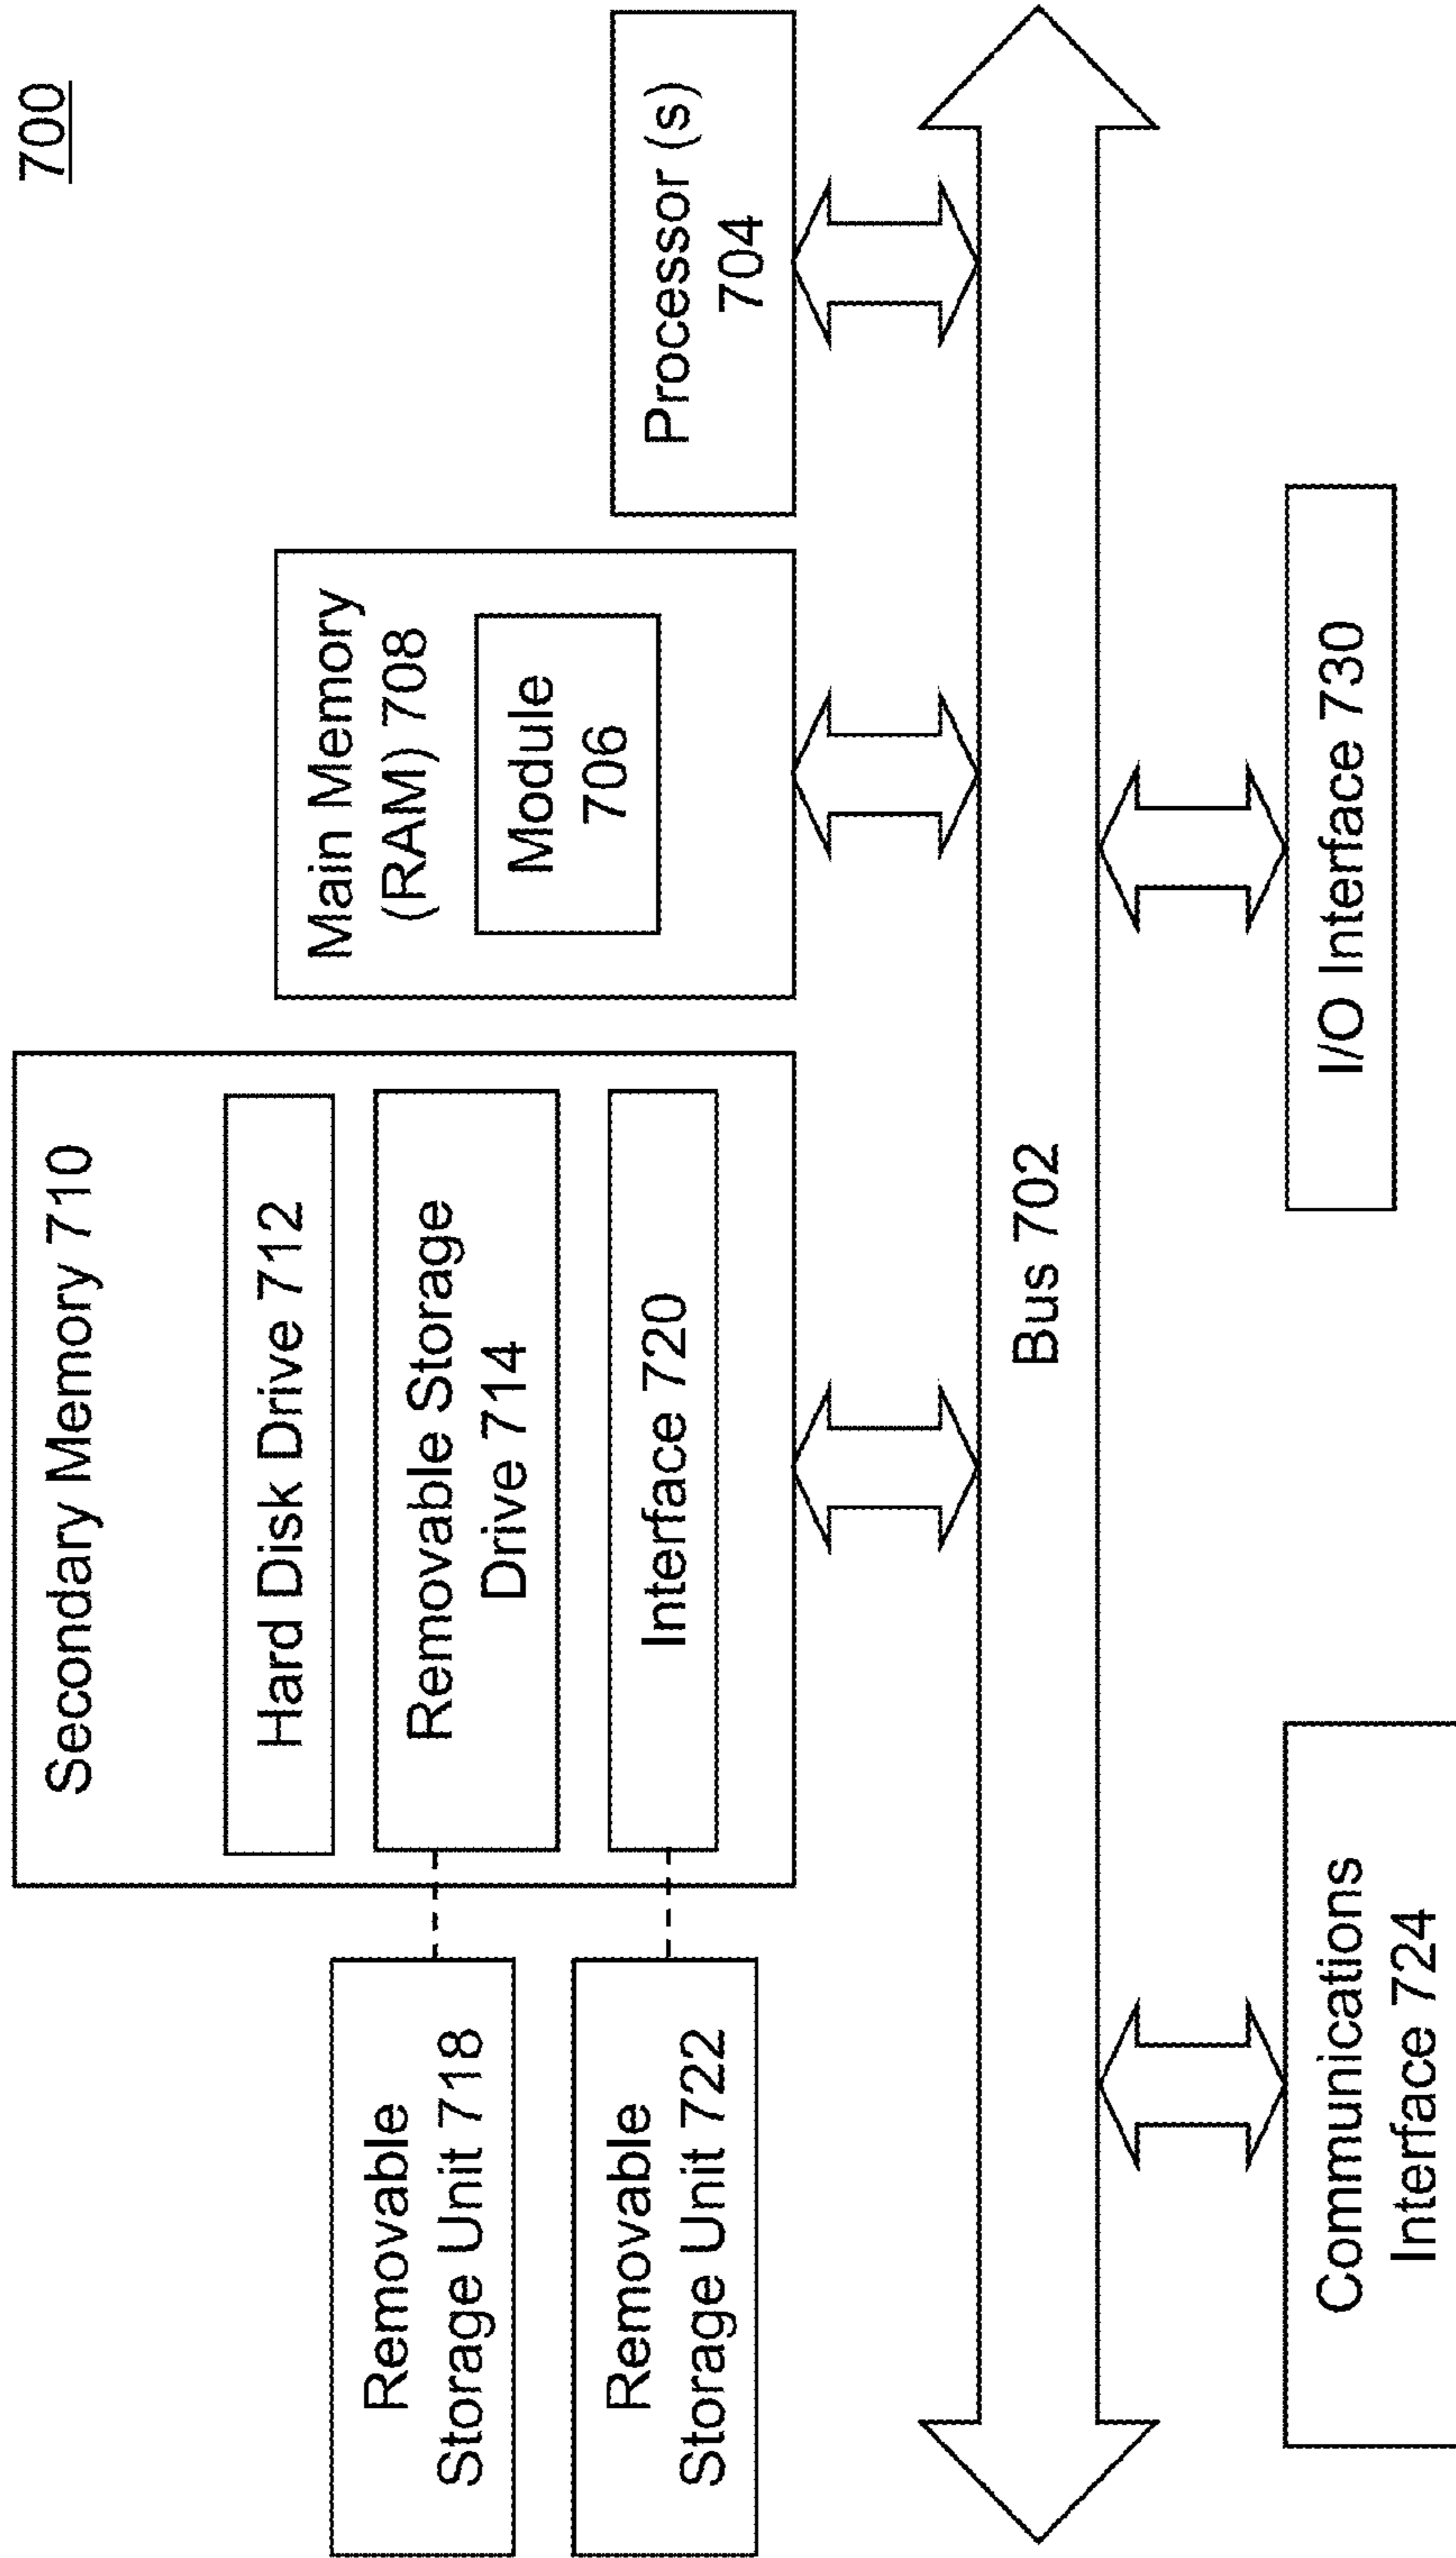 700
Removable
Storage Unit 718
Removable
Storage Unit 722
Secondary Memory 710
Hard Disk Drive 712
Removable Storage
Drive 714
Interface 720
Main Memory
(RAM) 708
Module
706
Processor (s)
704
Bus 702
Communications
Interface 724
I/O Interface 730